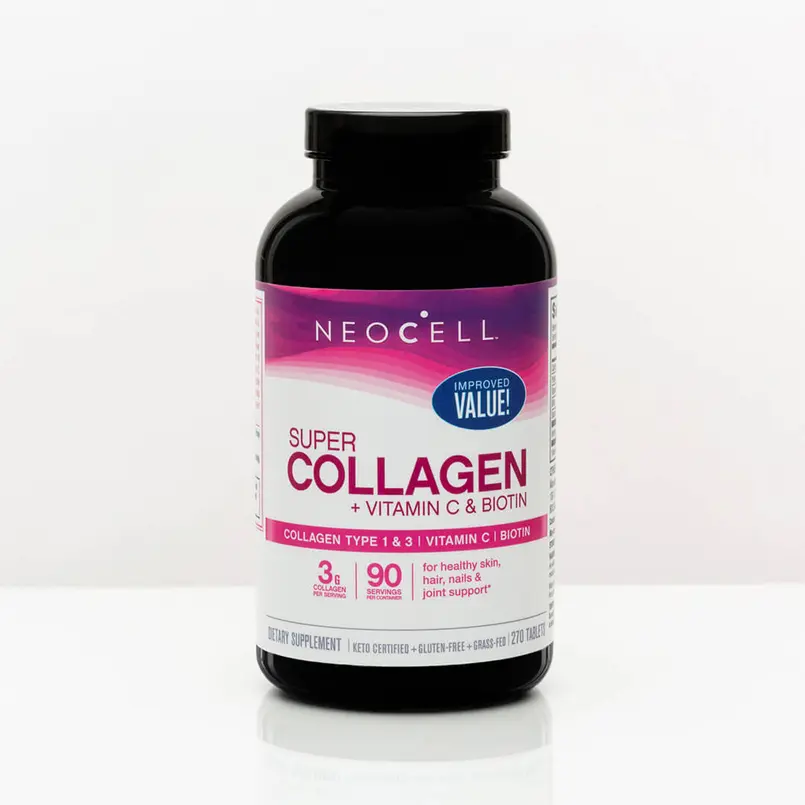 NEOCELL™
IMPROVED
VALUE!
SUPER
COLLAGEN
+ VITAMIN C & BIOTIN
COLLAGEN TYPE 1 & 3 | VITAMIN C | BIOTIN
3G
COLLAGEN
PER SERVING
90
SERVINGS
PER CONTAINER
for healthy skin,
hair, nails &
joint support*
DIETARY SUPPLEMENT | KETO CERTIFIED + GLUTEN-FREE + GRASS-FED | 270 TABLETS